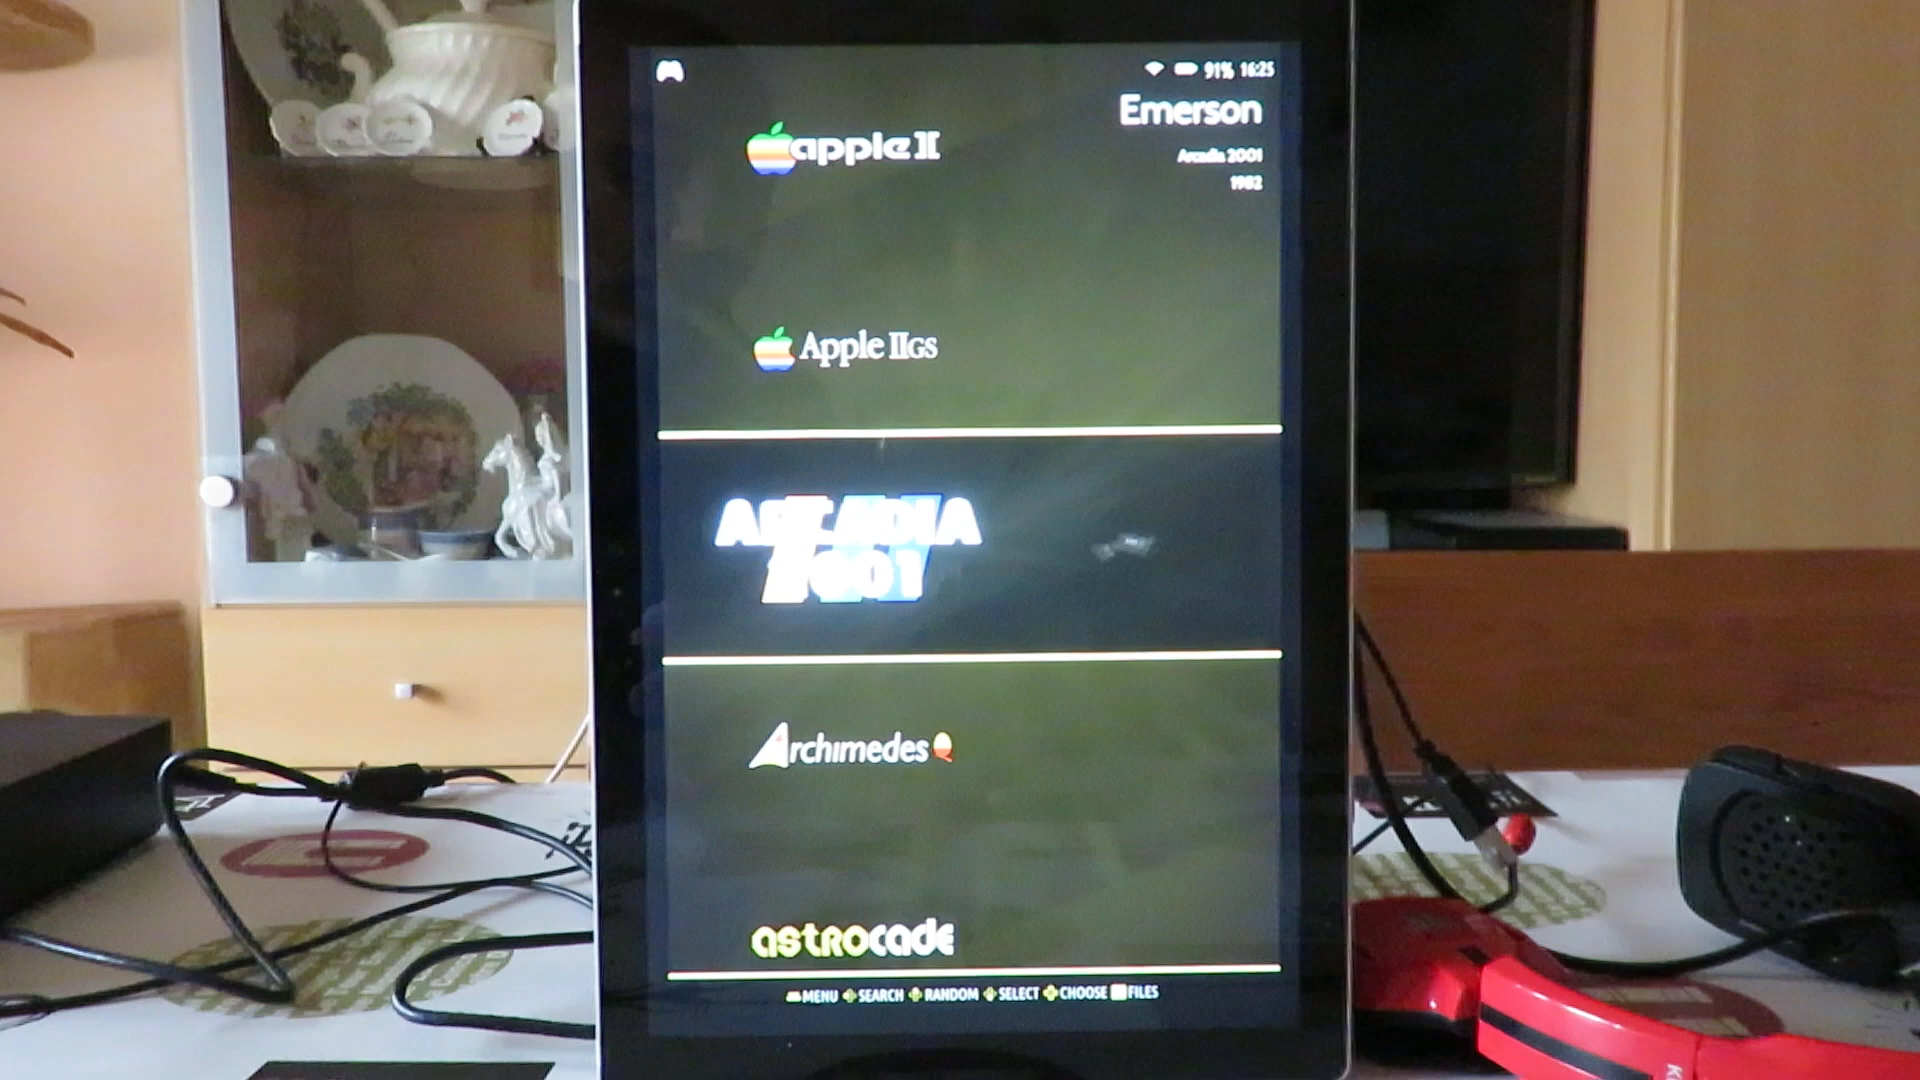 91% 16:25
Emerson
Arcadia 2001
1982
apple II
Apple IIGS
ARCADIA
2001
Archimedes
astrocade
MENU SEARCH RANDOM SELECT CHOOSE FILES